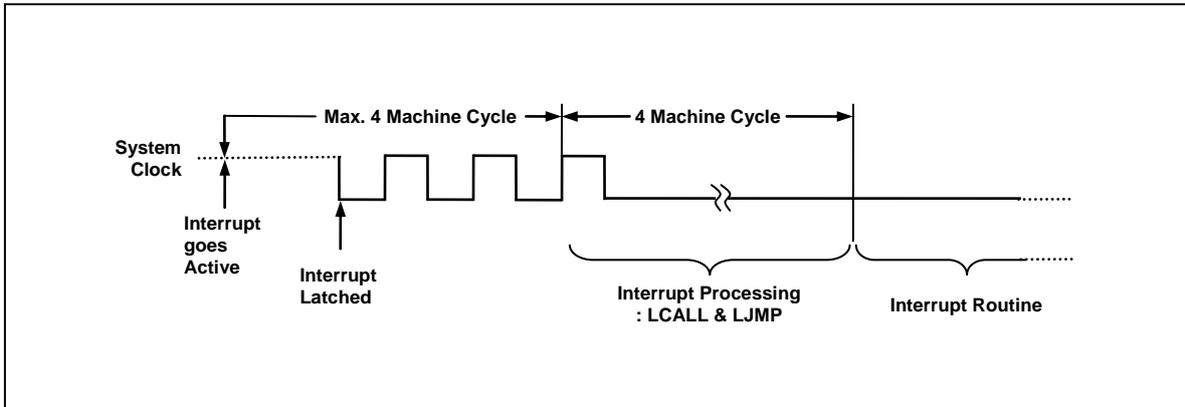 Max. 4 Machine Cycle
4 Machine Cycle
System
Clock
Interrupt
goes
Active
Interrupt
Latched
Interrupt Processing
: LCALL & LJMP
Interrupt Routine